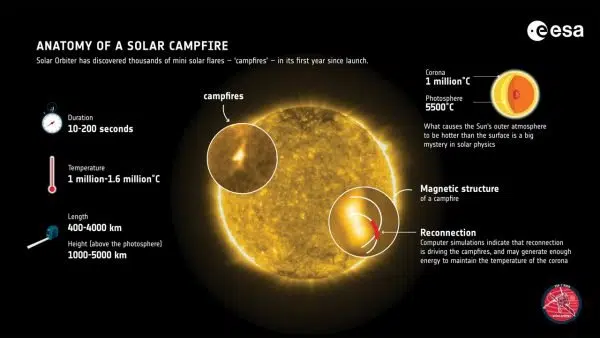 esa
ANATOMY OF A SOLAR CAMPFIRE
Solar Orbiter has discovered thousands of mini solar flares – 'campfires' – in its first year since launch.
campfires
Duration
10-200 seconds
Temperature
1 million-1.6 million°C
Length
400-4000 km
Height (above the photosphere)
1000-5000 km
Corona
1 million°C
Photosphere
5500°C
What causes the Sun's outer atmosphere
to be hotter than the surface is a big
mystery in solar physics
Magnetic structure
of a campfire
Reconnection
Computer simulations indicate that reconnection
is driving the campfires, and may generate enough
energy to maintain the temperature of the corona